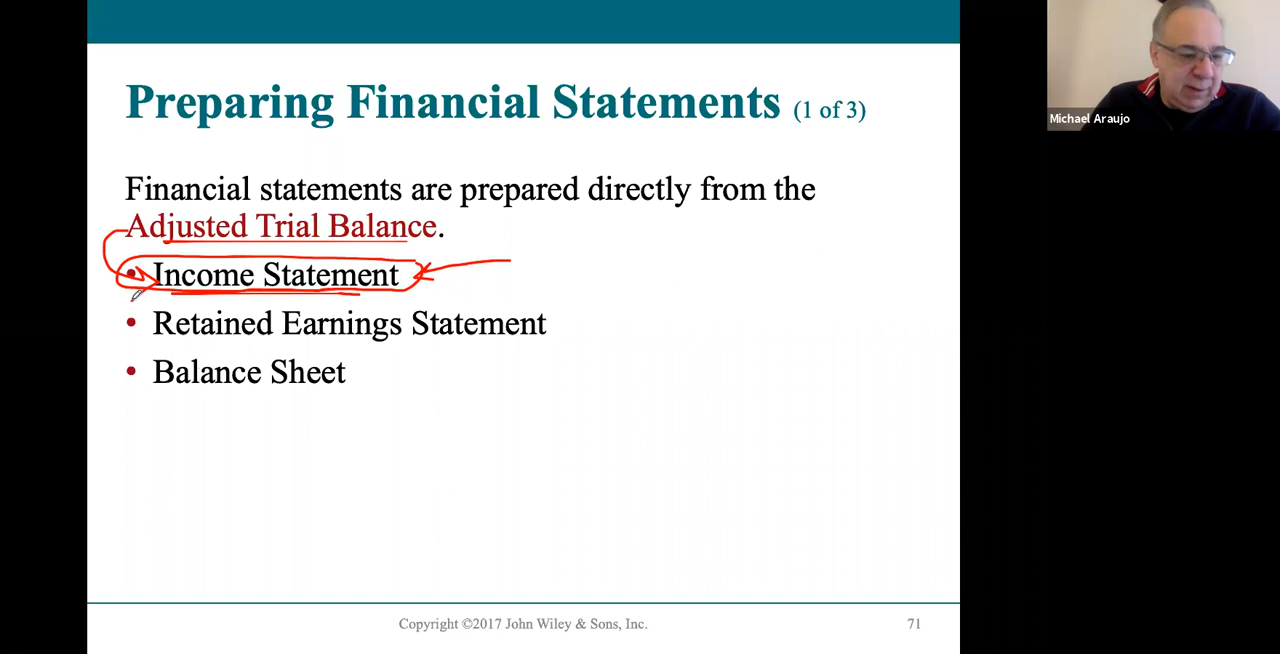 Preparing Financial Statements (1 of 3)
Financial statements are prepared directly from the
Adjusted Trial Balance.
• Income Statement
• Retained Earnings Statement
• Balance Sheet
Copyright ©2017 John Wiley & Sons, Inc.
71
Michael Araujo